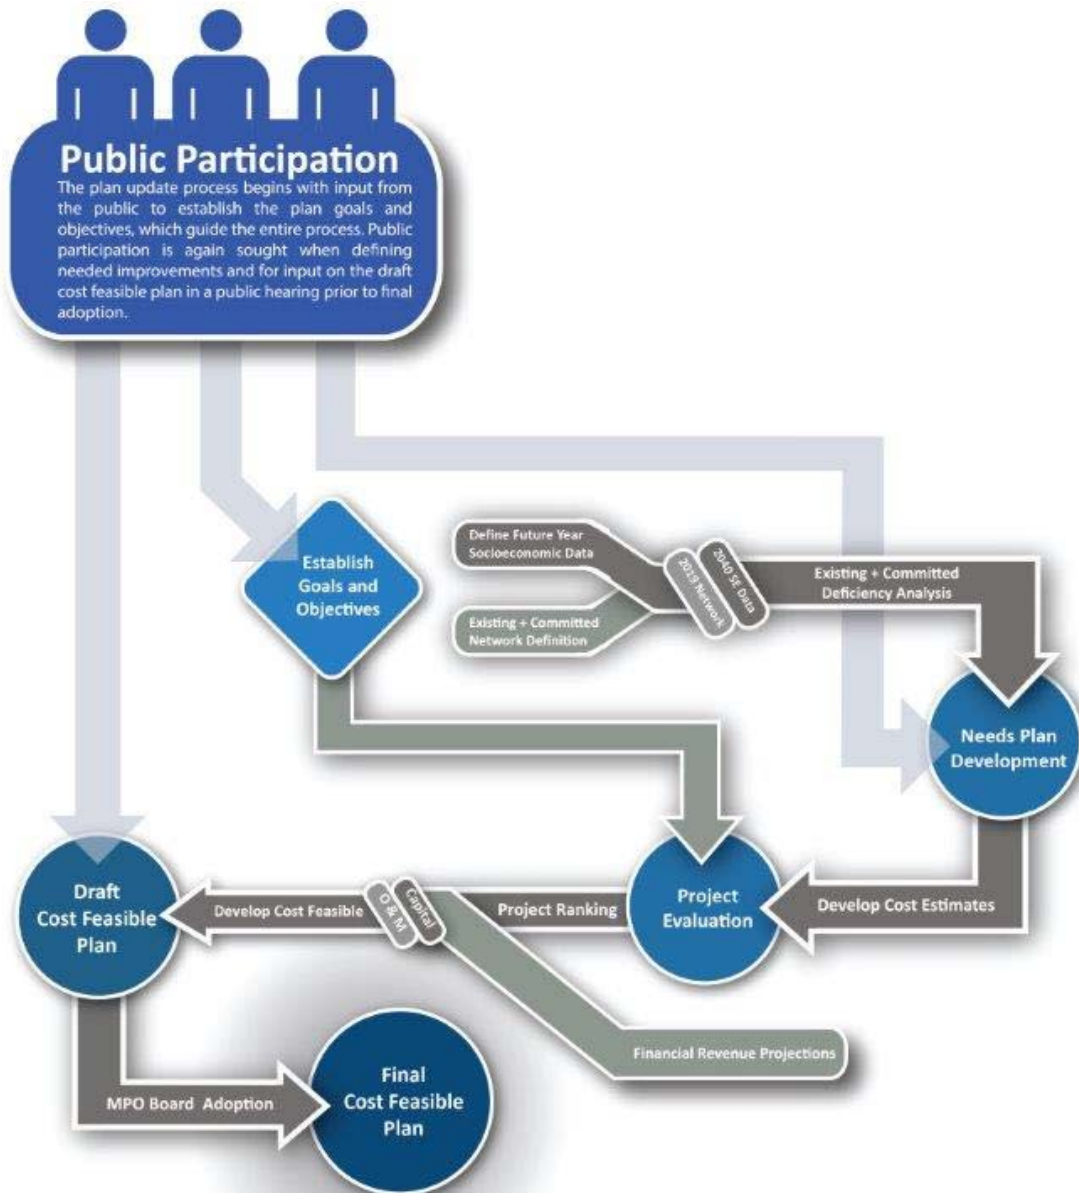 Public Participation
The plan update process begins with input from
the public to establish the plan goals and
objectives, which guide the entire process. Public
participation is again sought when defining
needed improvements and for input on the draft
cost feasible plan in a public hearing prior to final
adoption.
Establish
Goals and
Objectives
Define Future Year
Socioeconomic Data
Existing + Committed
Network Definition
2019 Network
2040 SE Data
Existing + Committed
Deficiency Analysis
Needs Plan
Development
Draft
Cost Feasible
Plan
Develop Cost Feasible
O & M
Capital
Project Ranking
Project
Evaluation
Develop Cost Estimates
Financial Revenue Projections
MPO Board Adoption
Final
Cost Feasible
Plan